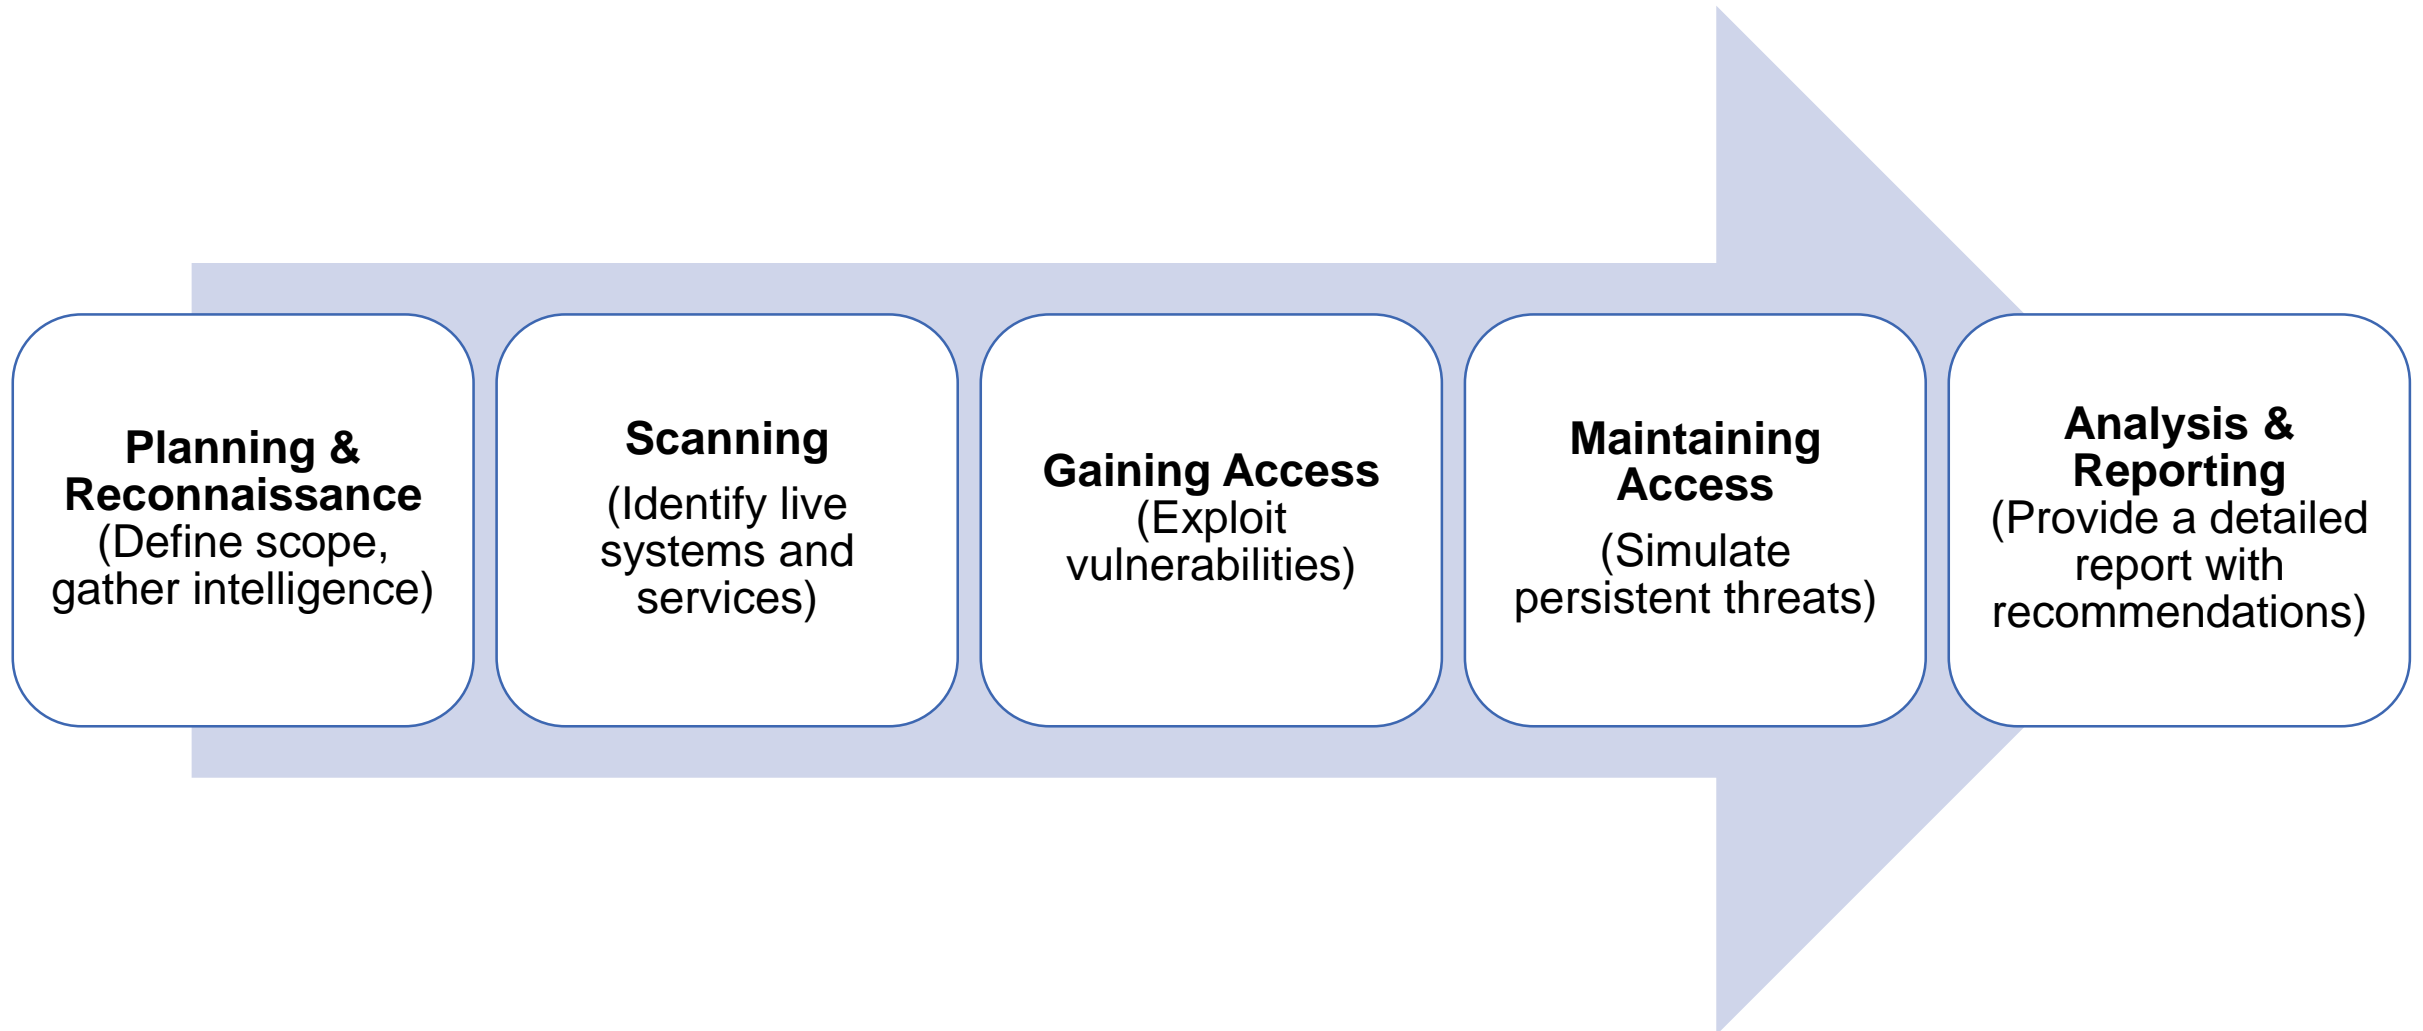 Planning &
Reconnaissance
(Define scope,
gather intelligence)
Scanning
(Identify live
systems and
services)
Gaining Access
(Exploit
vulnerabilities)
Maintaining
Access
(Simulate
persistent threats)
Analysis &
Reporting
(Provide a detailed
report with
recommendations)